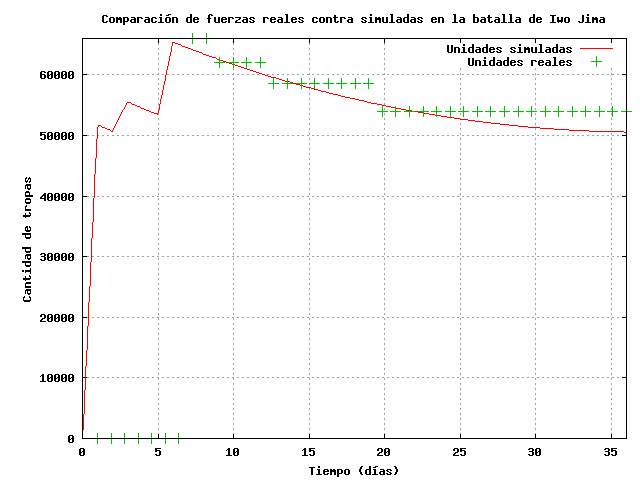 Comparación de fuerzas reales contra simuladas en la batalla de Iwo Jima
Unidades simuladas
Unidades reales
60000
50000
40000
30000
20000
10000
0
Cantidad de tropas
0 5 10 15 20 25 30 35
Tiempo (días)